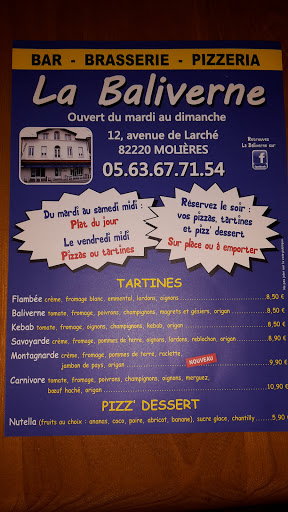 BAR - BRASSERIE - PIZZERIA
La Baliverne
Ouvert du mardi au dimanche
12, avenue de Larché
82220 MOLIÈRES
05.63.67.71.54
Retrouvez
La Baliverne sur
facebook
Du mardi au samedi midi :
Plat du jour
Le vendredi midi
Pizzas ou tartines
Réservez le soir :
vos pizzas, tartines
et pizz' dessert
Sur place ou à emporter
TARTINES
Flambée crème, fromage blanc, emmental, lardons, oignons 8,50 €
Baliverne tomate, fromage, poivrons, champignons, magrets et gésiers, origan 8,50 €
Kebab tomate, fromage, oignons, champignons, kebab, origan 8,50 €
Savoyarde crème, fromage, pommes de terre, oignons, lardons, reblochon, origan 8,90 €
Montagnarde crème, fromage, pommes de terre, raclette,
jambon de pays, origan NOUVEAU 9,90 €
Carnivore tomate, fromage, poivrons, champignons, oignons, merguez,
bœuf haché, origan 10,90 €
PIZZ' DESSERT
Nutella (fruits au choix : ananas, coco, poire, abricot, banane), sucre glace, chantilly 5,90 €